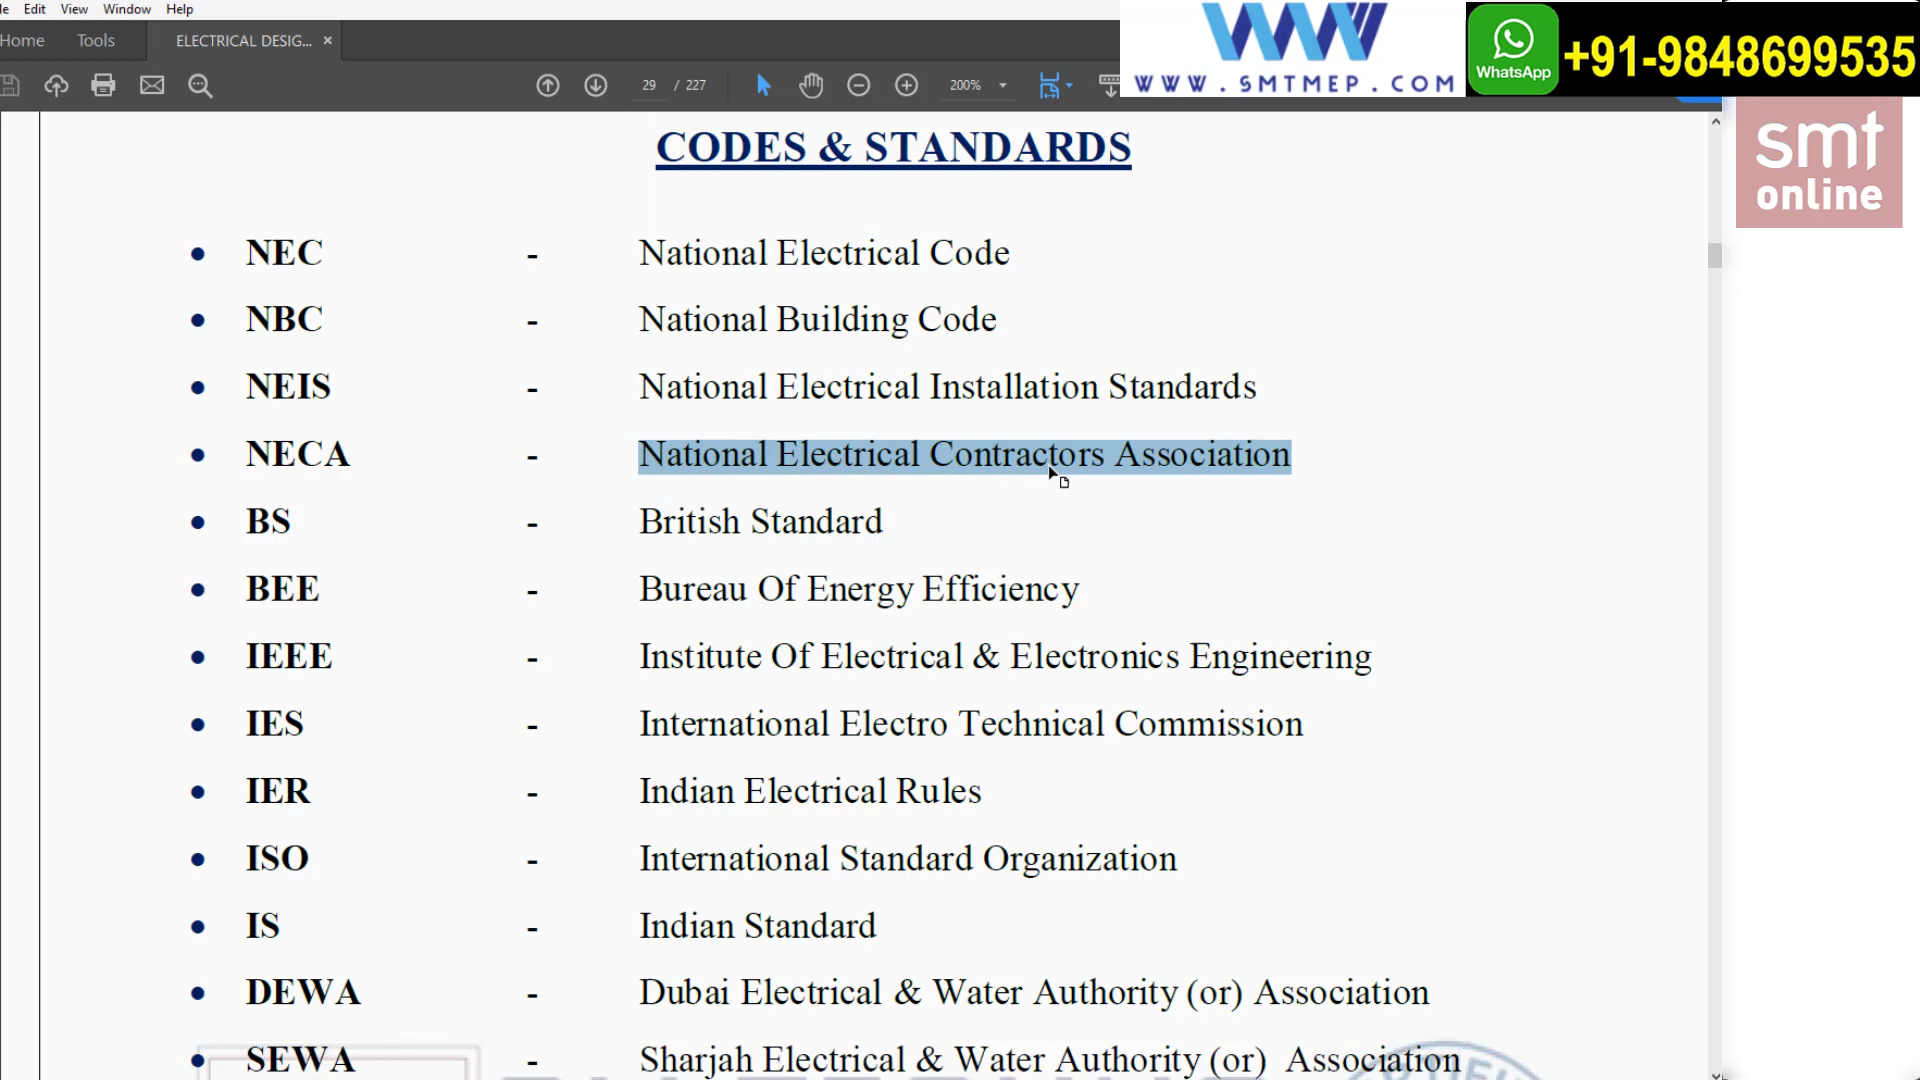 Edit View Window Help
Home Tools ELECTRICAL DESIG... ×
29 / 227 200%
WWW.SMTMEP.COM
WhatsApp
+91-9848699535
smt
online
CODES & STANDARDS
• NEC - National Electrical Code
• NBC - National Building Code
• NEIS - National Electrical Installation Standards
• NECA - National Electrical Contractors Association
• BS - British Standard
• BEE - Bureau Of Energy Efficiency
• IEEE - Institute Of Electrical & Electronics Engineering
• IES - International Electro Technical Commission
• IER - Indian Electrical Rules
• ISO - International Standard Organization
• IS - Indian Standard
• DEWA - Dubai Electrical & Water Authority (or) Association
• SEWA - Sharjah Electrical & Water Authority (or) Association